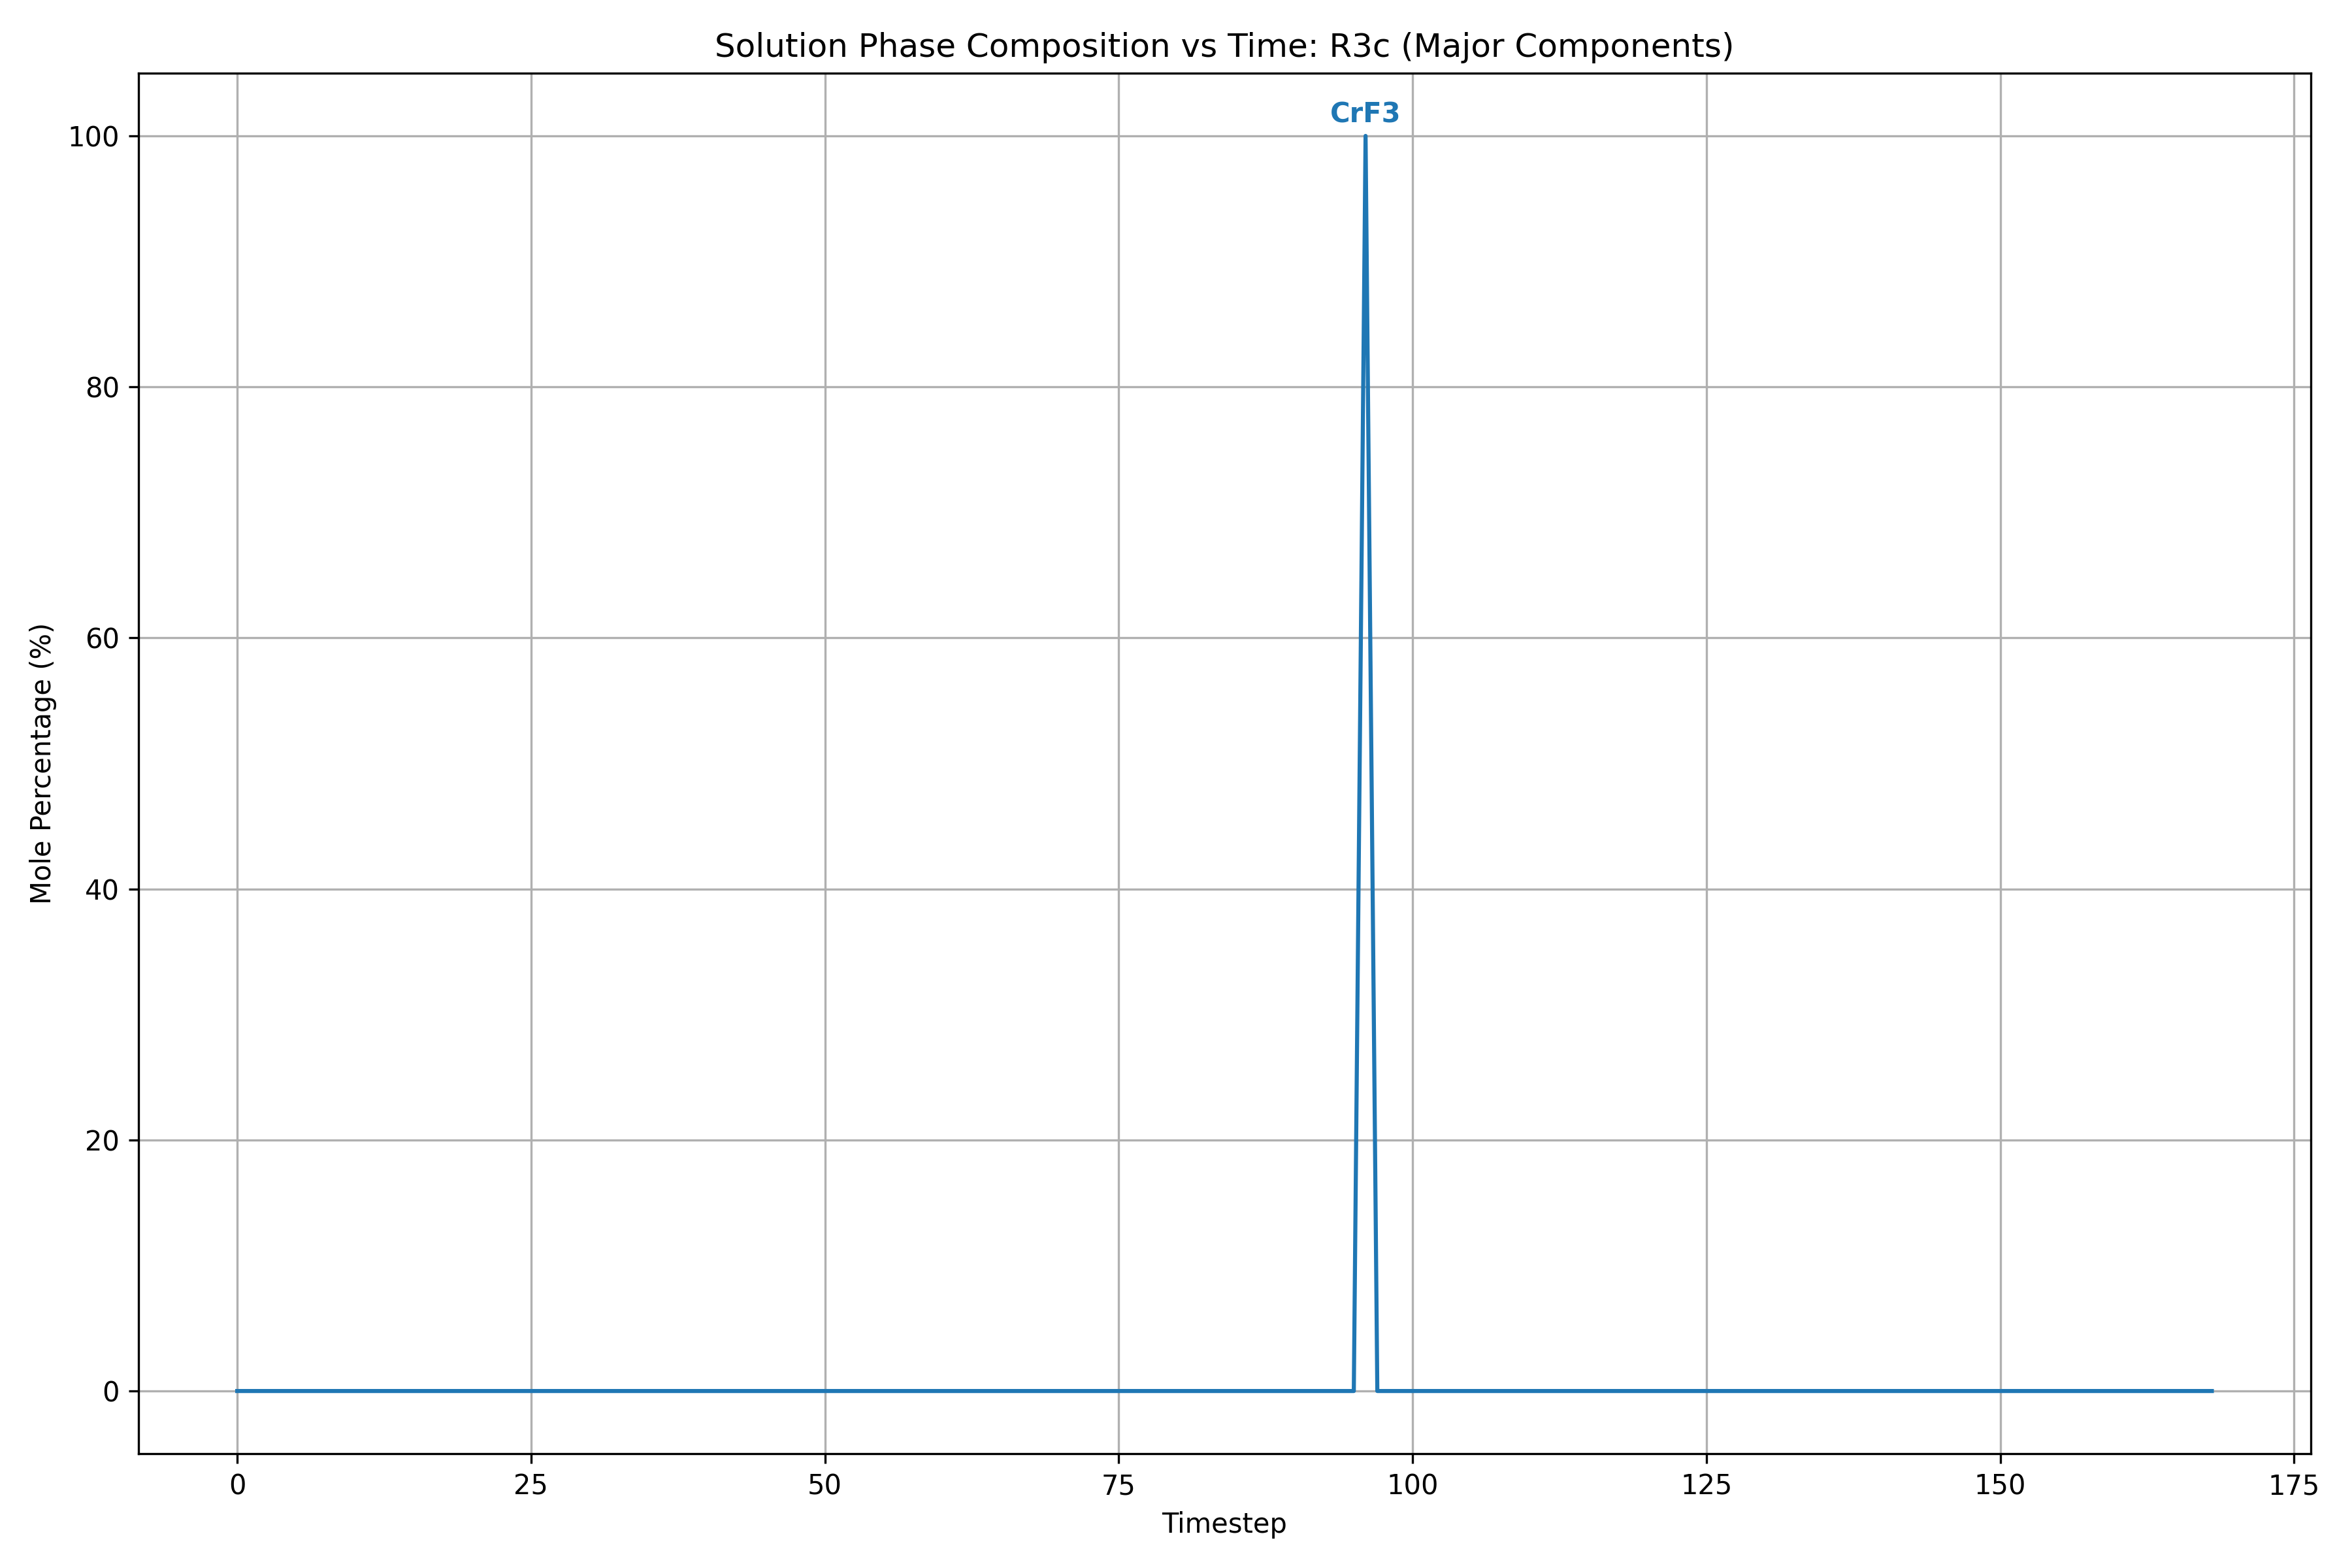 Solution Phase Composition vs Time: R3c (Major Components)
CrF3
100
80
60
40
20
0
Mole Percentage (%)
0 25 50 75 100 125 150 175
Timestep